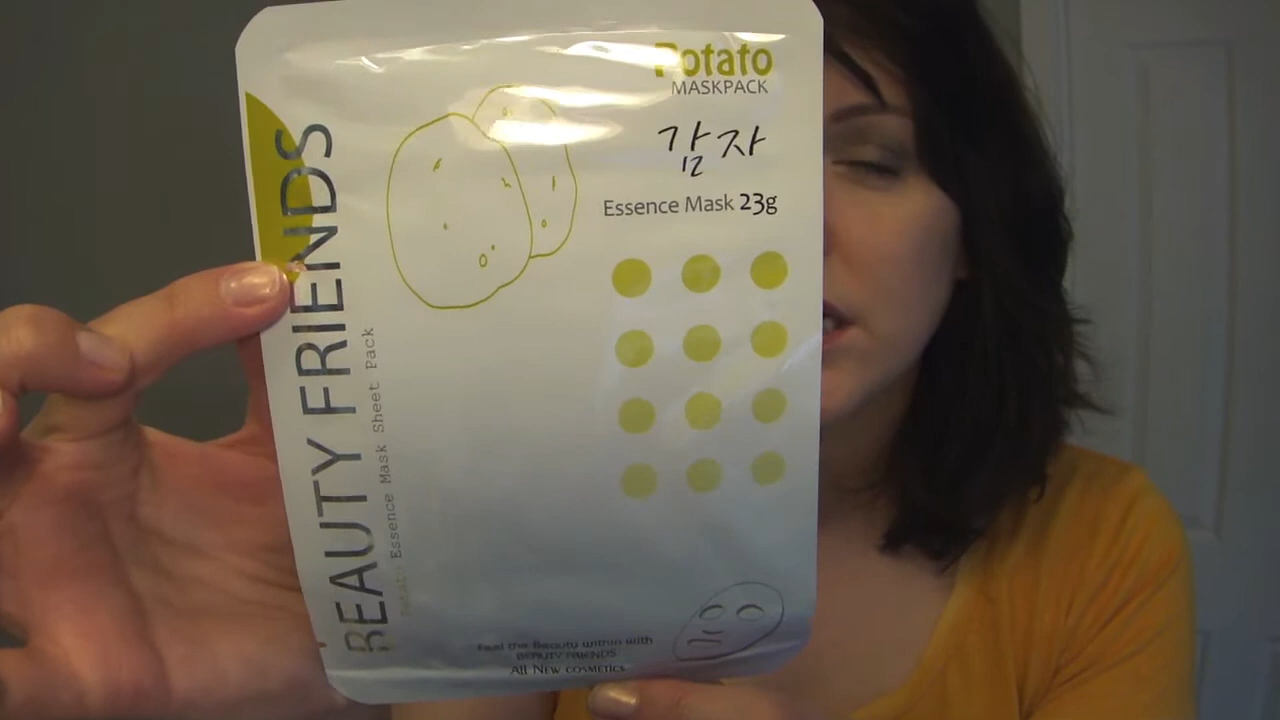 Potato
MASKPACK
감자
Essence Mask 23g
BEAUTY FRIENDS
Potato Essence Mask Sheet Pack
Feel the Beauty within with
BEAUTY FRIENDS
All New cosmetics